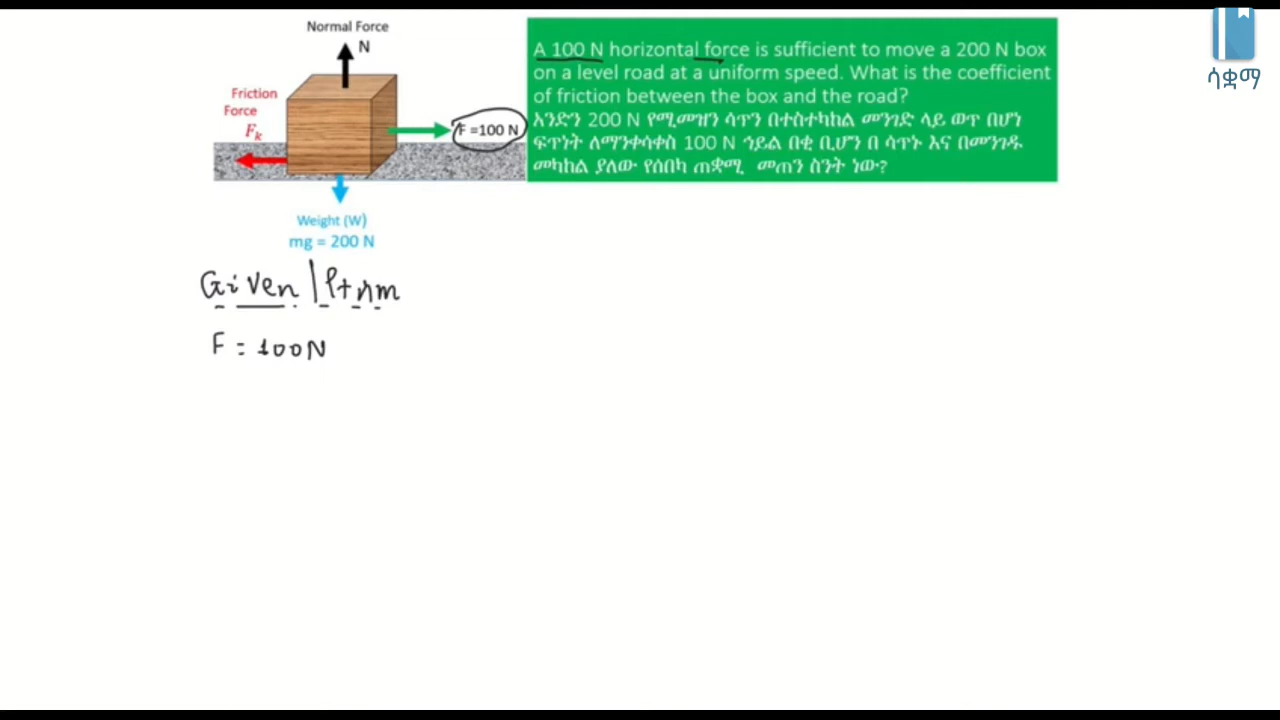 Normal Force
N
Friction
Force
Fk
F =100 N
Weight (W)
mg = 200 N
A 100 N horizontal force is sufficient to move a 200 N box
on a level road at a uniform speed. What is the coefficient
of friction between the box and the road?
አንድን 200 N የሚመዝን ሳጥን በተስተካከል መንገድ ላይ ወጥ በሆነ
ፍጥነት ለማንቀሳቀስ 100 N ኀይል በቂ ቢሆን በ ሳጥኑ እና በመንገዱ
መካከል ያለው የሰበካ ጠቋሚ መጠን ስንት ነው?
ሳቋማ
Given |
F = 100N